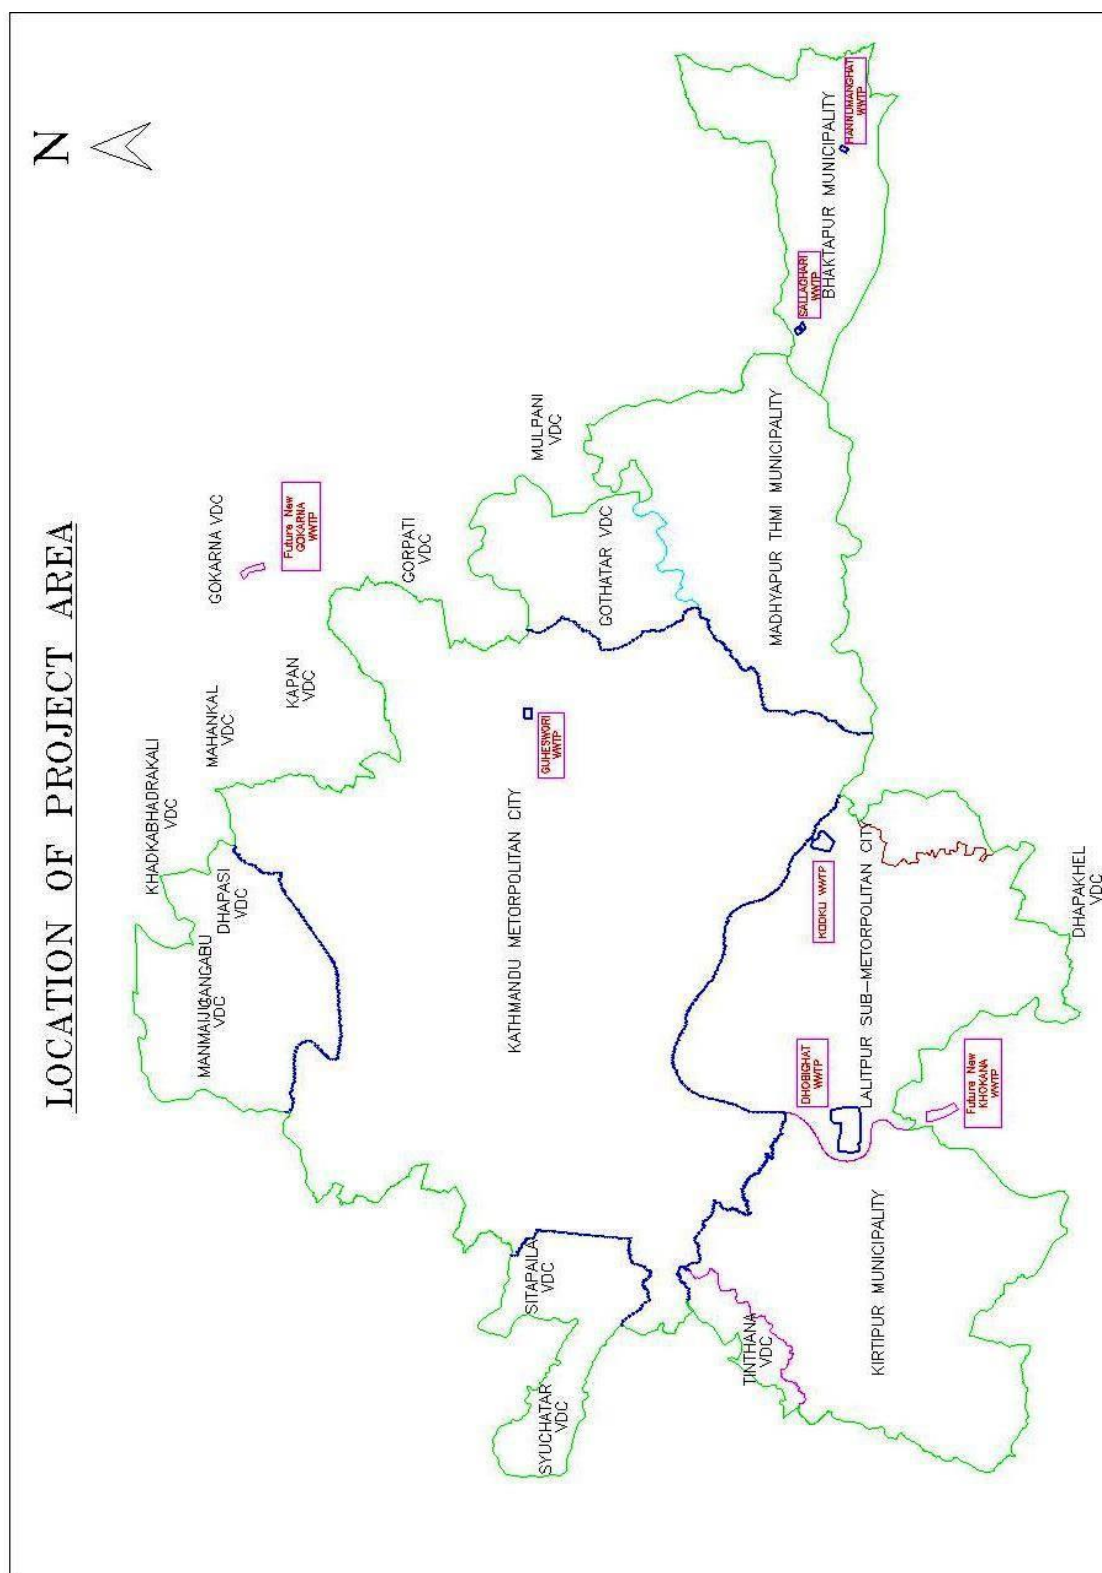 LOCATION OF PROJECT AREA
N
KHADKABHADRAKALI
VDC
MAHANKAL
VDC
GOKARNA VDC
Future New
GOKARNA
WWTP
KAPAN
VDC
DHAPASI
VDC
GANGABU
VDC
MANMAIJU
VDC
GORPATI
VDC
MULPANI
VDC
SITAPAILA
VDC
SYUCHATAR
VDC
KATHMANDU METORPOLITAN CITY
GUHESWORI
WWTP
GOTHATAR VDC
TINTHANA
VDC
MADHYAPUR THMI MUNICIPALITY
SALLAGHARI
WWTP
BHAKTAPUR MUNICIPALITY
HANNUMANGHAT
WWTP
DHOBIGHAT
WWTP
KODKU WWTP
KIRTIPUR MUNICIPALITY
LALITPUR SUB-METORPOLITAN CITY
Future New
KHOKANA
WWTP
DHAPAKHEL
VDC